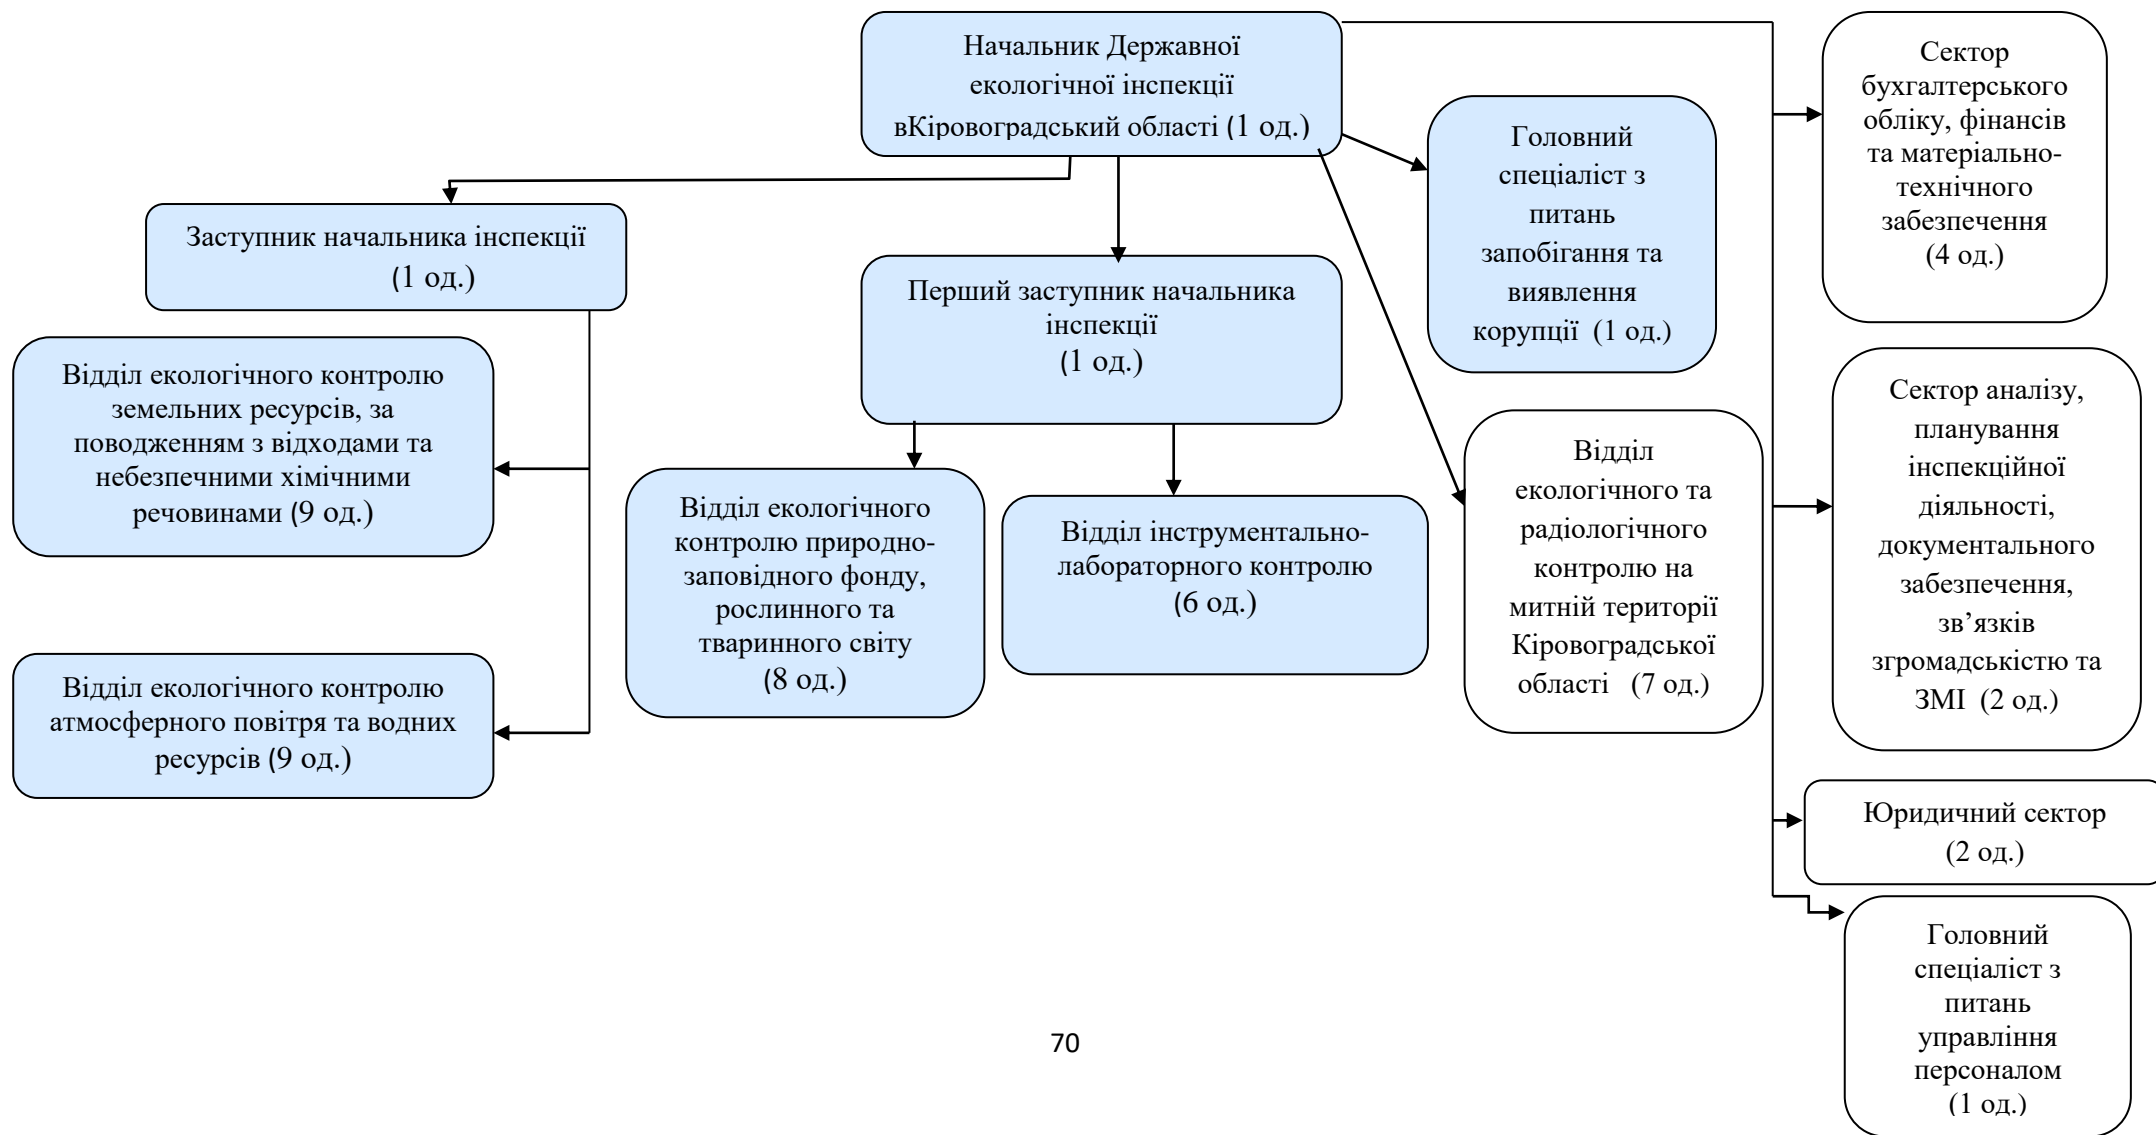 Начальник Державної
екологічної інспекції
вКіровоградський області (1 од.)
Заступник начальника інспекції
(1 од.)
Відділ екологічного контролю
земельних ресурсів, за
поводженням з відходами та
небезпечними хімічними
речовинами (9 од.)
Відділ екологічного контролю
атмосферного повітря та водних
ресурсів (9 од.)
Перший заступник начальника
інспекції
(1 од.)
Відділ екологічного
контролю природно-
заповідного фонду,
рослинного та
тваринного світу
(8 од.)
Відділ інструментально-
лабораторного контролю
(6 од.)
Головний
спеціаліст з
питань
запобігання та
виявлення
корупції (1 од.)
Відділ
екологічного та
радіологічного
контролю на
митній території
Кіровоградської
області (7 од.)
Сектор
бухгалтерського
обліку, фінансів
та матеріально-
технічного
забезпечення
(4 од.)
Сектор аналізу,
планування
інспекційної
діяльності,
документального
забезпечення,
зв’язків
згромадськістю та
ЗМІ (2 од.)
Юридичний сектор
(2 од.)
Головний
спеціаліст з
питань
управління
персоналом
(1 од.)
70